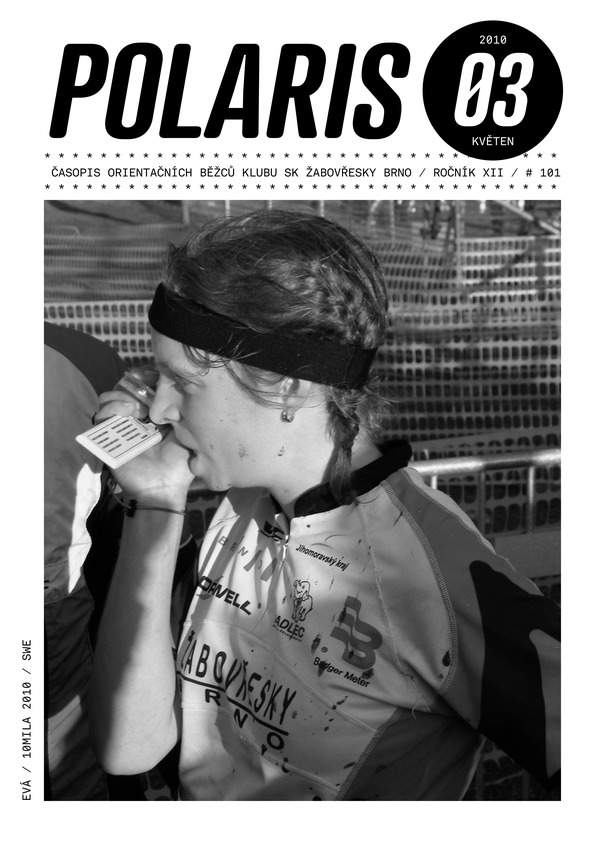 POLARIS
2010
03
KVĚTEN
ČASOPIS ORIENTAČNÍCH BĚŽCŮ KLUBU SK ŽABOVŘESKY BRNO / ROČNÍK XII / # 101
Jihomoravský kraj
ADLEC
Badger Meter
ŽABOVŘESKY
BRNO
EVÁ / 10MILA 2010 / SWE